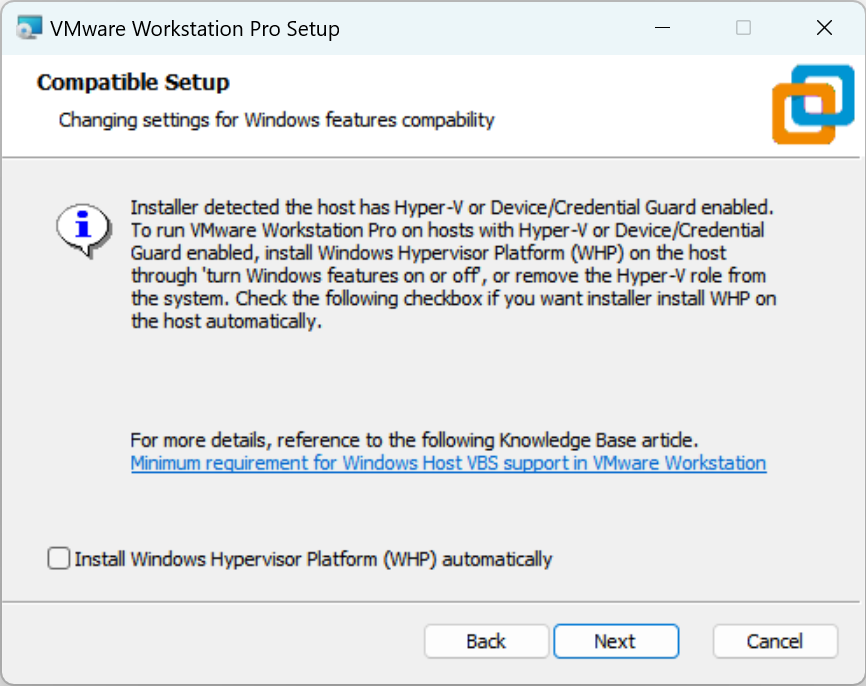 VMware Workstation Pro Setup
Compatible Setup
Changing settings for Windows features compability
Installer detected the host has Hyper-V or Device/Credential Guard enabled.
To run VMware Workstation Pro on hosts with Hyper-V or Device/Credential
Guard enabled, install Windows Hypervisor Platform (WHP) on the host
through 'turn Windows features on or off', or remove the Hyper-V role from
the system. Check the following checkbox if you want installer install WHP on
the host automatically.
For more details, reference to the following Knowledge Base article.
Minimum requirement for Windows Host VBS support in VMware Workstation
Install Windows Hypervisor Platform (WHP) automatically
Back Next Cancel